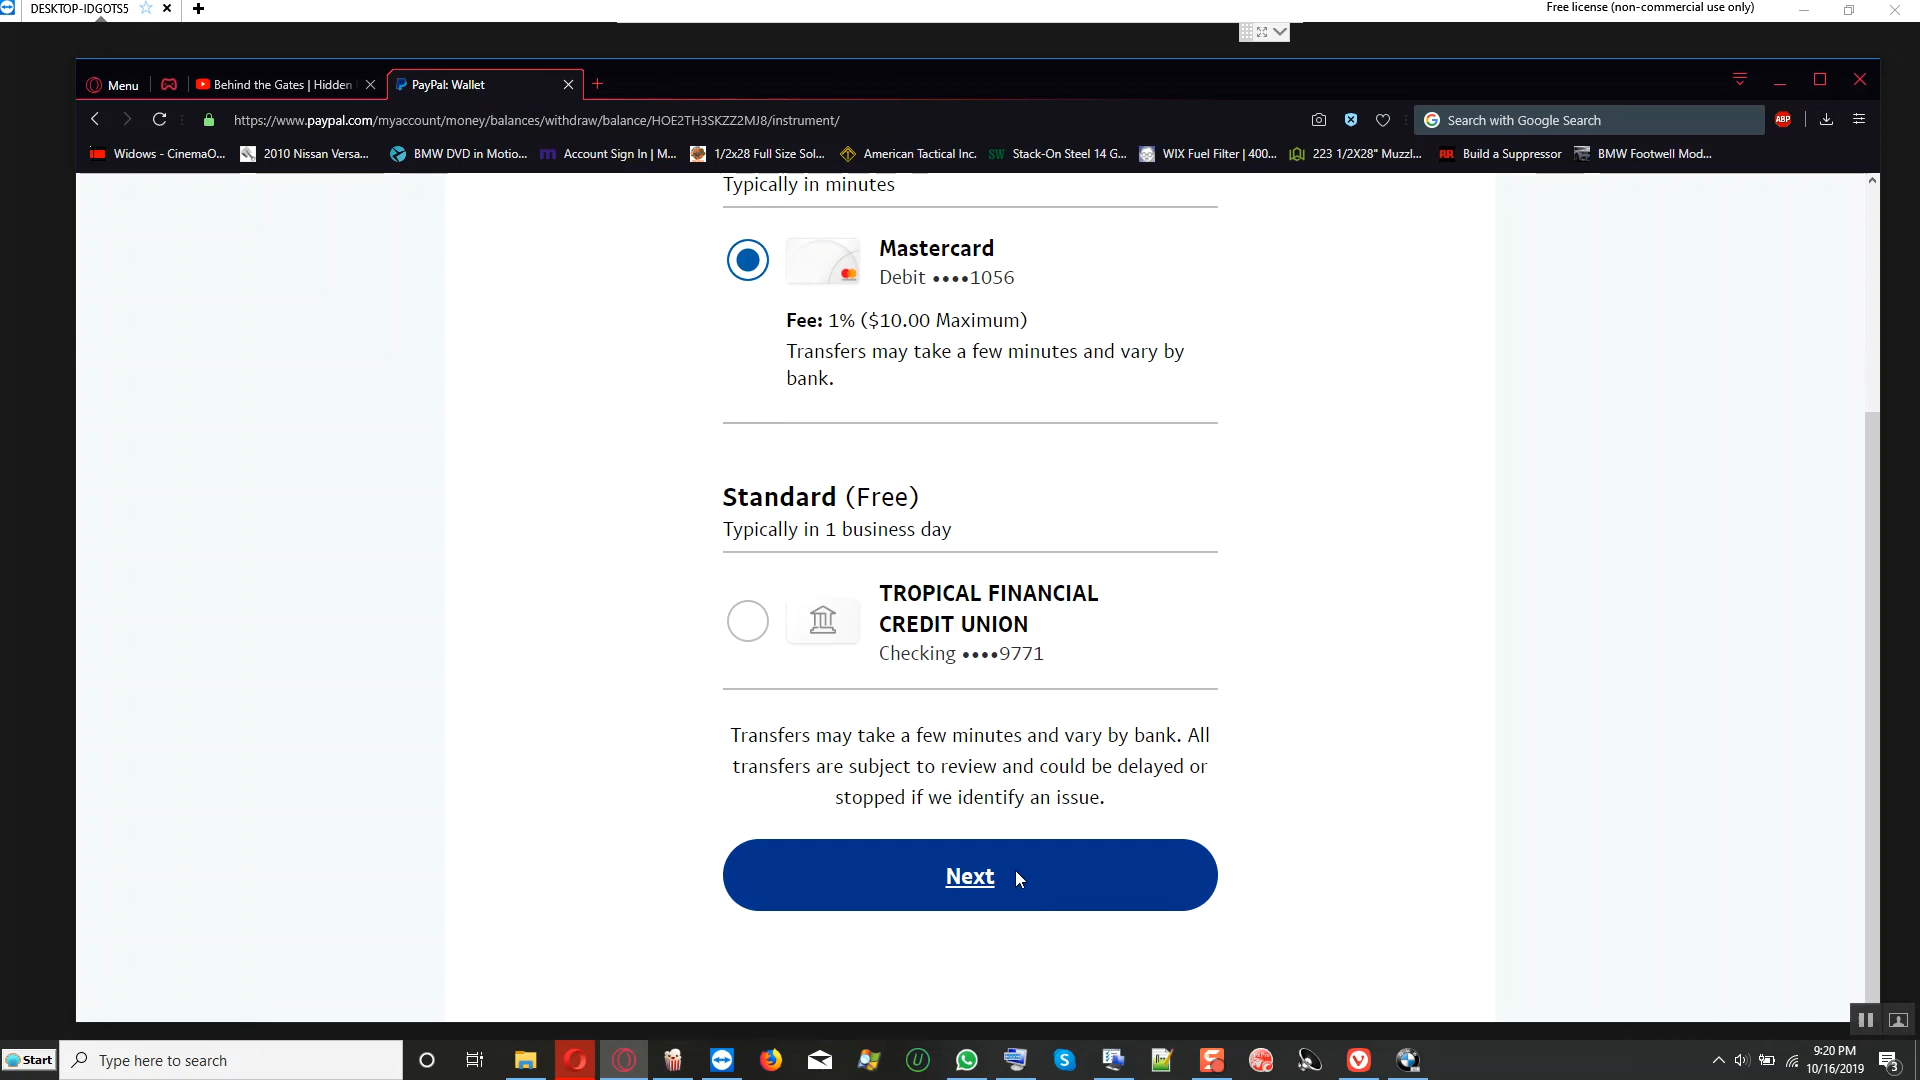 DESKTOP-IDGOTS5
Free license (non-commercial use only)
Menu
Behind the Gates | Hidden
PayPal: Wallet
https://www.paypal.com/myaccount/money/balances/withdraw/balance/HOE2TH3SKZZ2MJ8/instrument/
Search with Google Search
ABP
Widows - CinemaO...
2010 Nissan Versa...
BMW DVD in Motio...
Account Sign In | M...
1/2x28 Full Size Sol...
American Tactical Inc.
SW Stack-On Steel 14 G...
WIX Fuel Filter | 400...
223 1/2X28" Muzzl...
RR Build a Suppressor
BMW Footwell Mod...
Typically in minutes
Mastercard
Debit ••••1056
Fee: 1% ($10.00 Maximum)
Transfers may take a few minutes and vary by
bank.
Standard (Free)
Typically in 1 business day
TROPICAL FINANCIAL
CREDIT UNION
Checking ••••9771
Transfers may take a few minutes and vary by bank. All
transfers are subject to review and could be delayed or
stopped if we identify an issue.
Next
Start
Type here to search
9:20 PM
10/16/2019
3